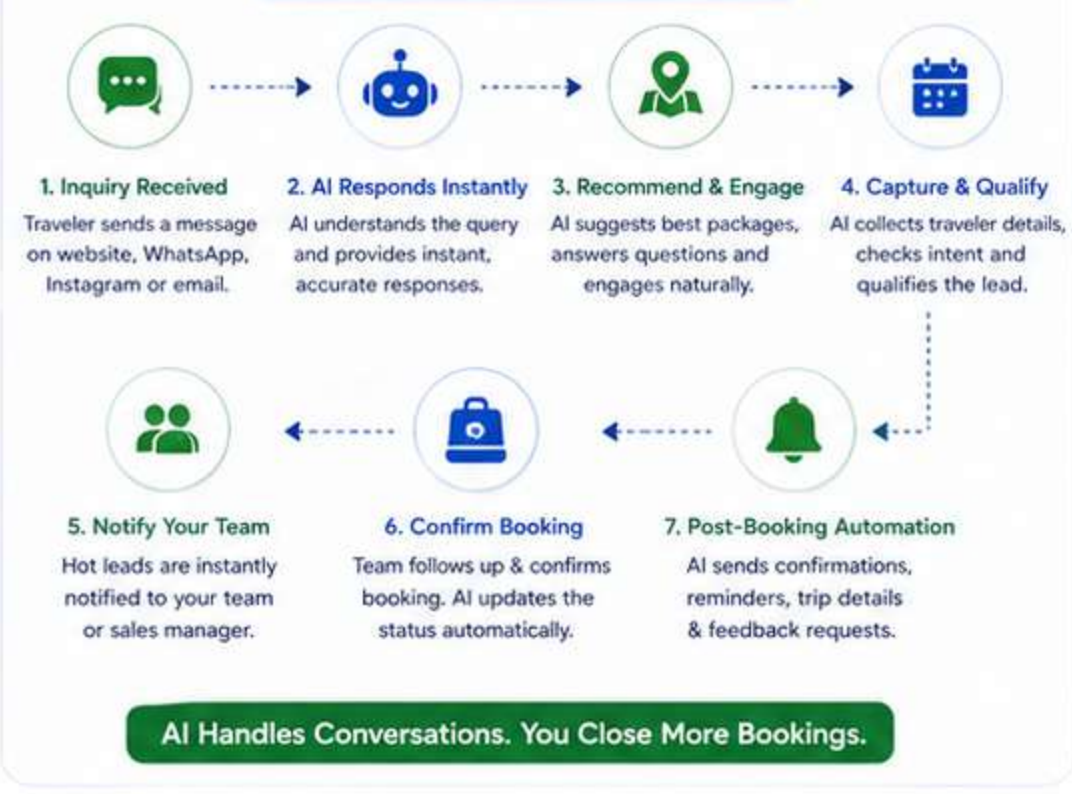 1. Inquiry Received
Traveler sends a message
on website, WhatsApp,
Instagram or email.
2. AI Responds Instantly
AI understands the query
and provides instant,
accurate responses.
3. Recommend & Engage
AI suggests best packages,
answers questions and
engages naturally.
4. Capture & Qualify
AI collects traveler details,
checks intent and
qualifies the lead.
5. Notify Your Team
Hot leads are instantly
notified to your team
or sales manager.
6. Confirm Booking
Team follows up & confirms
booking. AI updates the
status automatically.
7. Post-Booking Automation
AI sends confirmations,
reminders, trip details
& feedback requests.
AI Handles Conversations. You Close More Bookings.